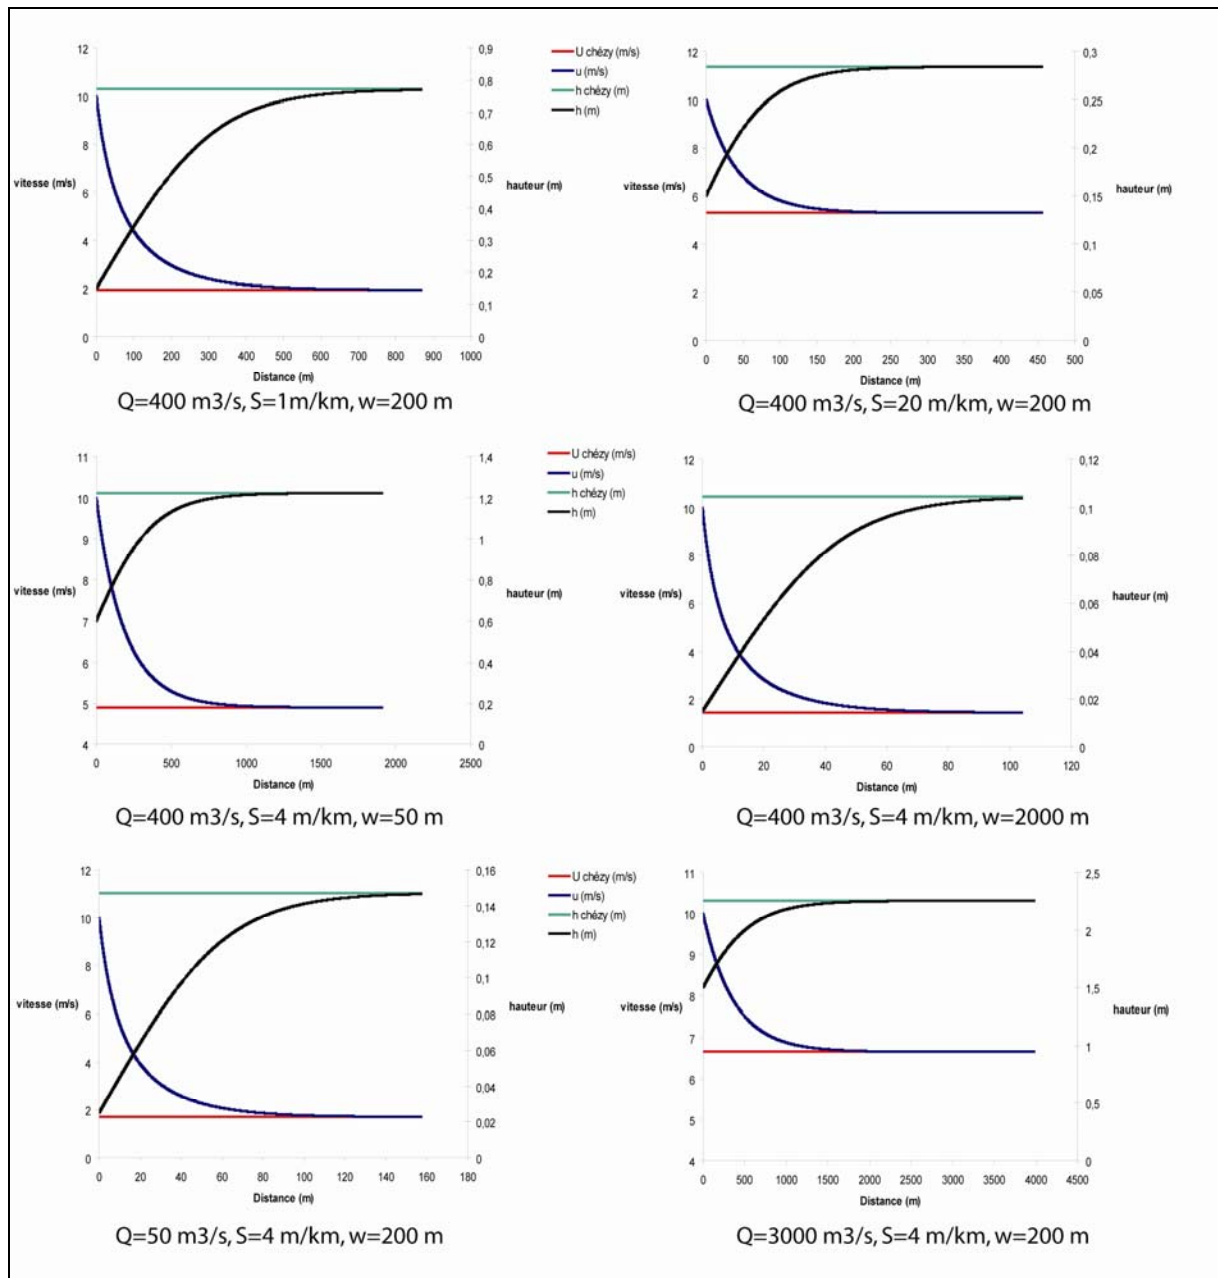 12
10
8
6
4
2
0
vitesse (m/s)
0,9
0,8
0,7
0,6
0,5
0,4
0,3
0,2
0,1
0
hauteur (m)
0 100 200 300 400 500 600 700 800 900 1000
Distance (m)
Q=400 m3/s, S=1m/km, w=200 m
U chézy (m/s)
u (m/s)
h chézy (m)
h (m)
12
10
8
6
4
2
0
vitesse (m/s)
0,3
0,25
0,2
0,15
0,1
0,05
0
hauteur (m)
0 50 100 150 200 250 300 350 400 450 500
Distance (m)
Q=400 m3/s, S=20 m/km, w=200 m
11
10
9
8
7
6
5
4
vitesse (m/s)
1,4
1,2
1
0,8
0,6
0,4
0,2
0
hauteur (m)
0 500 1000 1500 2000 2500
Distance (m)
Q=400 m3/s, S=4 m/km, w=50 m
U chézy (m/s)
u (m/s)
h chézy (m)
h (m)
12
10
8
6
4
2
0
vitesse (m/s)
0,12
0,1
0,08
0,06
0,04
0,02
0
hauteur (m)
0 20 40 60 80 100 120
Distance (m)
Q=400 m3/s, S=4 m/km, w=2000 m
12
10
8
6
4
2
0
vitesse (m/s)
0,16
0,14
0,12
0,1
0,08
0,06
0,04
0,02
0
hauteur (m)
0 20 40 60 80 100 120 140 160 180
Distance (m)
Q=50 m3/s, S=4 m/km, w=200 m
U chézy (m/s)
u (m/s)
h chézy (m)
h (m)
11
10
9
8
7
6
5
4
vitesse (m/s)
2,5
2
1,5
1
0,5
0
hauteur (m)
0 500 1000 1500 2000 2500 3000 3500 4000 4500
Distance (m)
Q=3000 m3/s, S=4 m/km, w=200 m